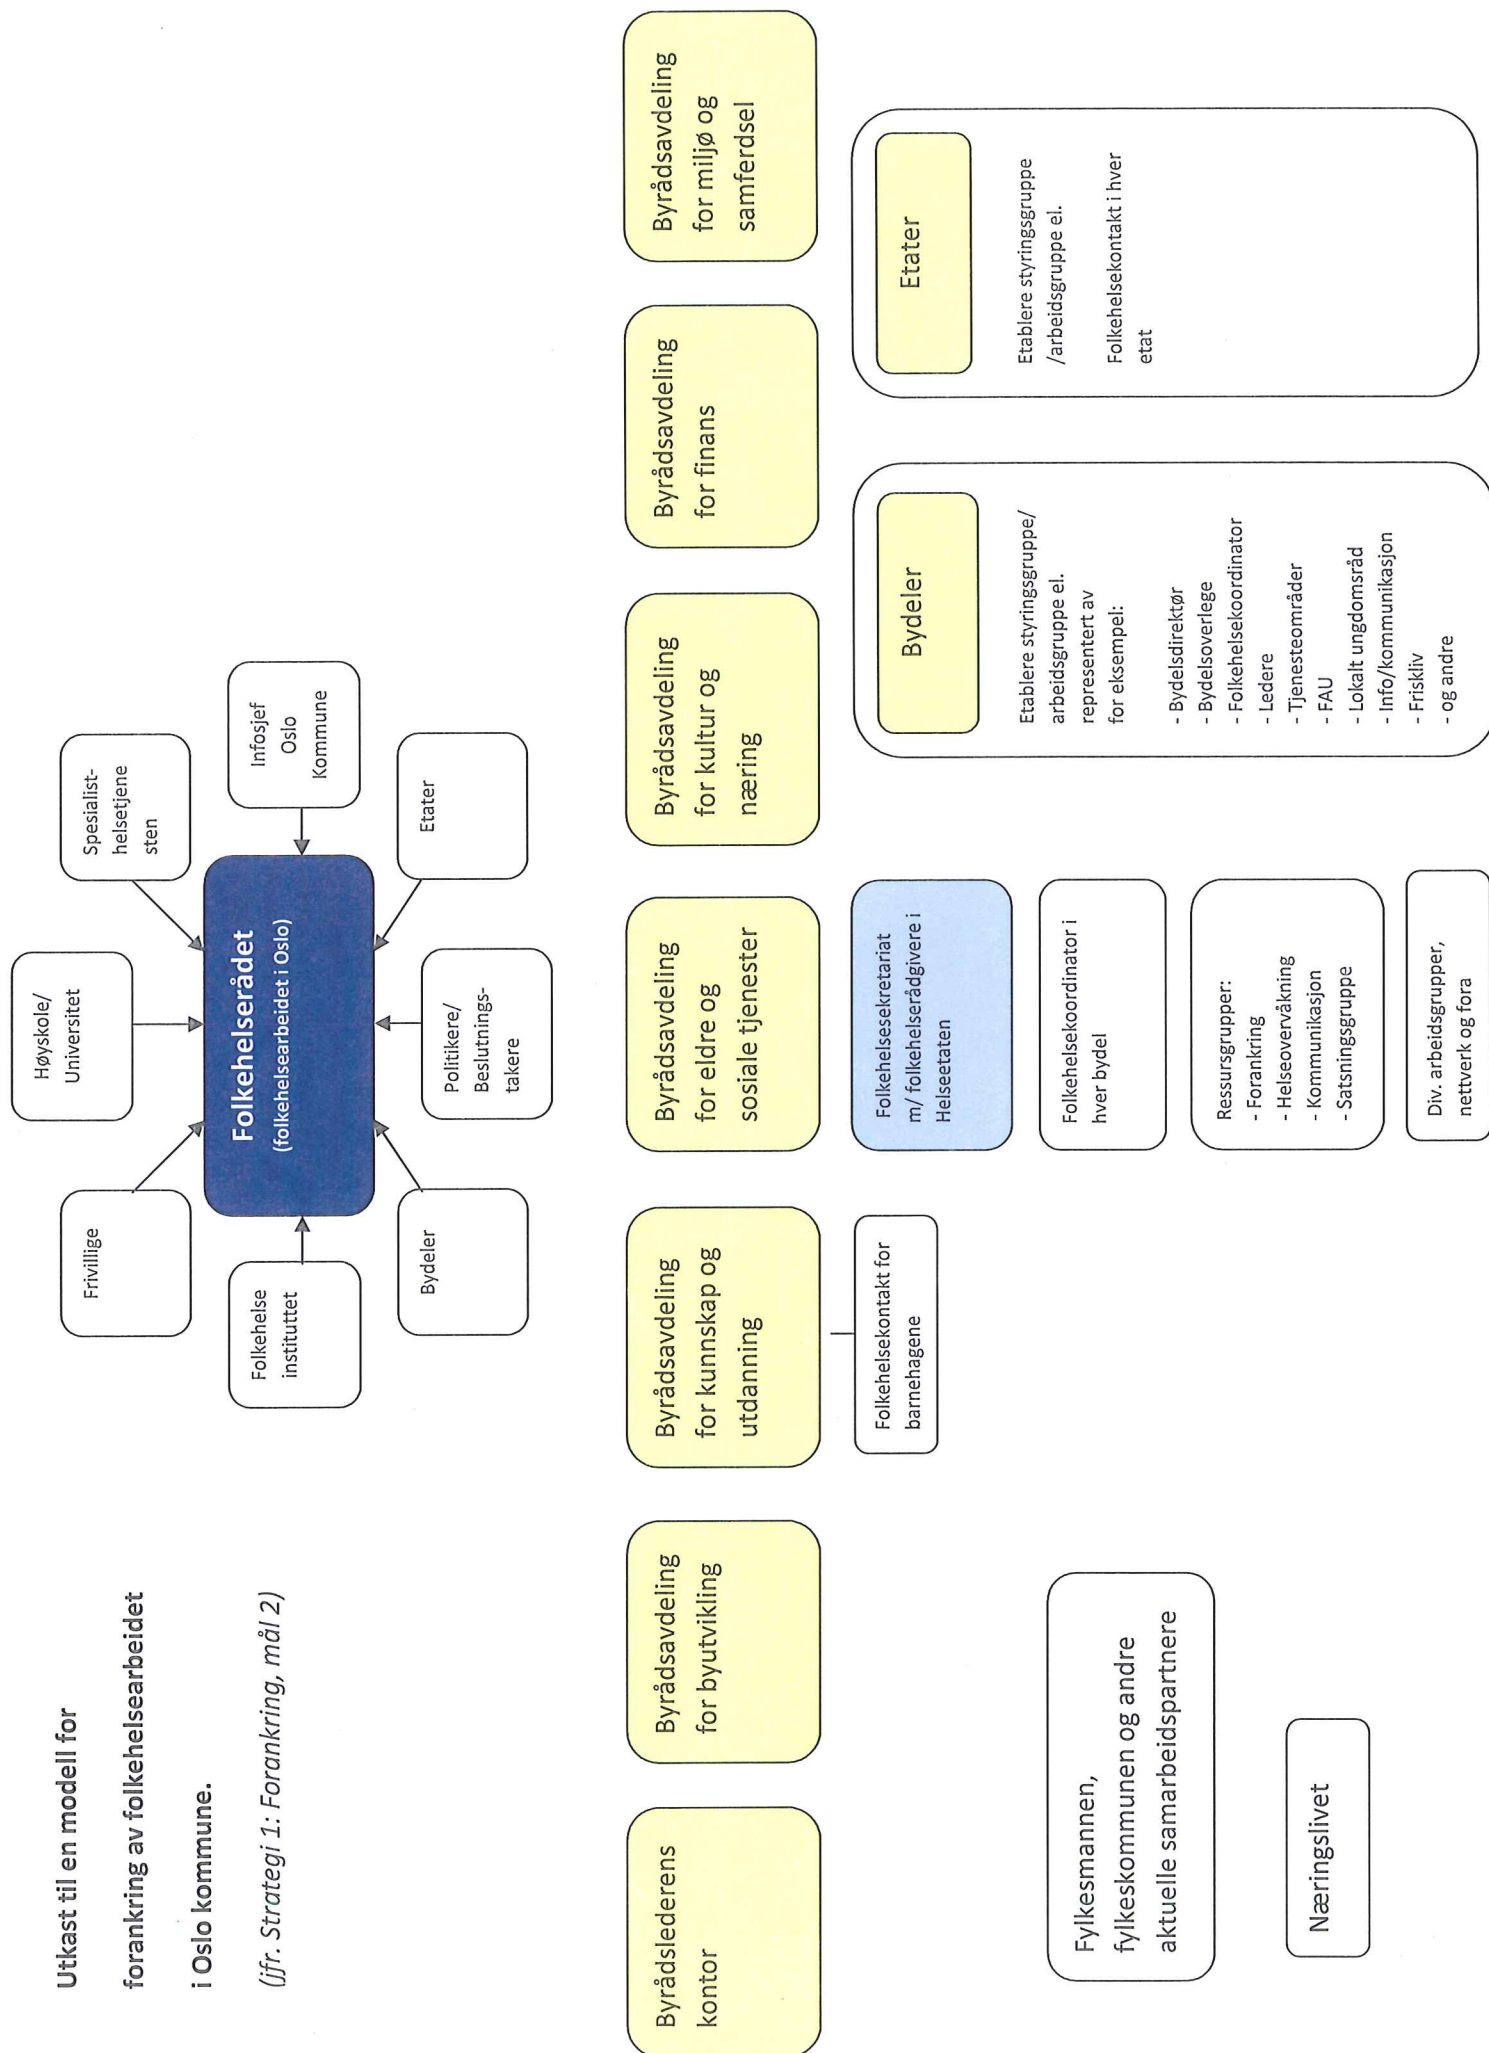 Utkast til en modell for
forankring av folkehelsearbeidet
i Oslo kommune.
(jfr. Strategi 1: Forankring, mål 2)
Frivillige
Høyskole/
Universitet
Spesialist-
helsetjene
sten
Folkehelse
instituttet
Folkehelserådet
(folkehelsearbeidet i Oslo)
Infosjef
Oslo
Kommune
Bydeler
Politikere/
Beslutnings-
takere
Etater
Byrådslederens
kontor
Byrådsavdeling
for byutvikling
Byrådsavdeling
for kunnskap og
utdanning
Byrådsavdeling
for eldre og
sosiale tjenester
Byrådsavdeling
for kultur og
næring
Byrådsavdeling
for finans
Byrådsavdeling
for miljø og
samferdsel
Folkehelsekontakt for
barnehagene
Folkehelsesekretariat
m/ folkehelserådgivere i
Helseetaten
Folkehelsekoordinator i
hver bydel
Ressursgrupper:
- Forankring
- Helseovervåkning
- Kommunikasjon
- Satsningsgruppe
Div. arbeidsgrupper,
nettverk og fora
Bydeler
Etablere styringsgruppe/
arbeidsgruppe el.
representert av
for eksempel:
- Bydelsdirektør
- Bydelsoverlege
- Folkehelsekoordinator
- Ledere
- Tjenesteområder
- FAU
- Lokalt ungdomsråd
- Info/kommunikasjon
- Friskliv
- og andre
Etater
Etablere styringsgruppe
/arbeidsgruppe el.
Folkehelsekontakt i hver
etat
Fylkesmannen,
fylkeskommunen og andre
aktuelle samarbeidspartnere
Næringslivet